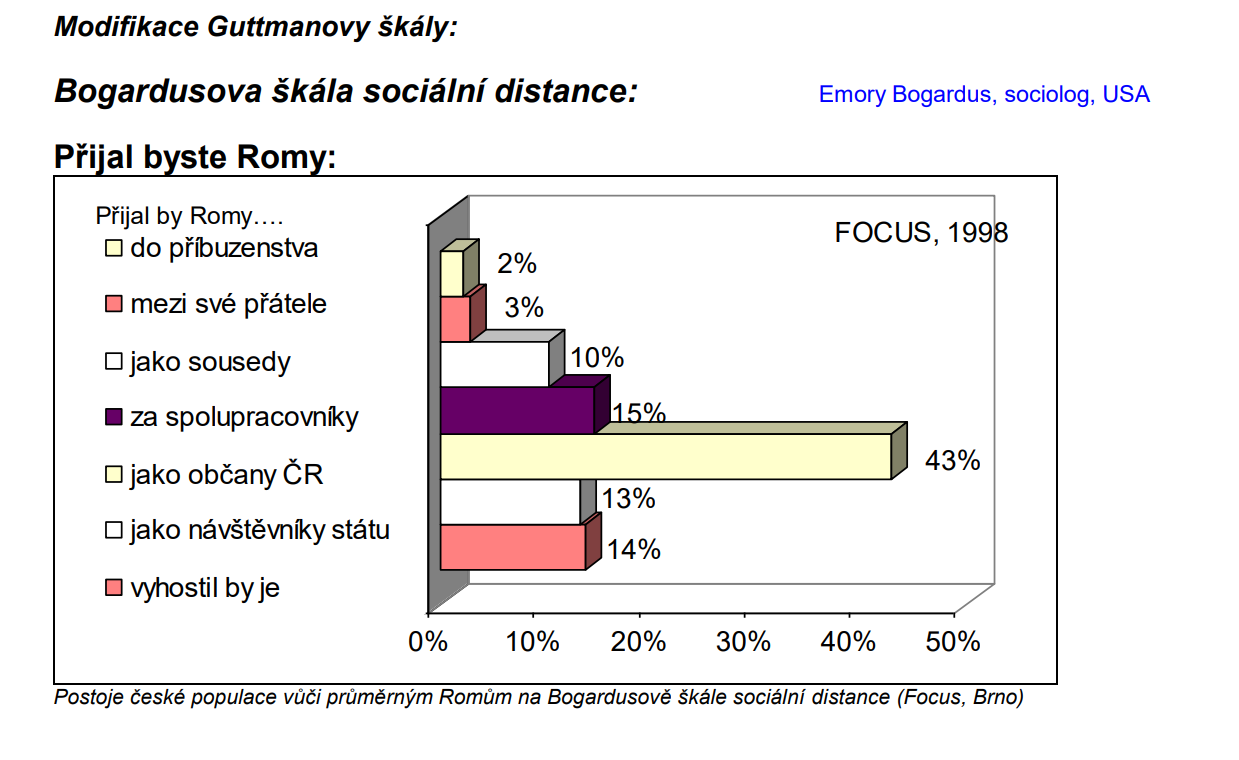 Modifikace Guttmanovy škály:
Bogardusova škála sociální distance:
Emory Bogardus, sociolog, USA
Přijal byste Romy:
Přijal by Romy….
FOCUS, 1998
do příbuzenstva
2%
mezi své přátele
3%
jako sousedy
10%
za spolupracovníky
15%
jako občany ČR
43%
jako návštěvníky státu
13%
vyhostil by je
14%
0% 10% 20% 30% 40% 50%
Postoje české populace vůči průměrným Romům na Bogardusově škále sociální distance (Focus, Brno)